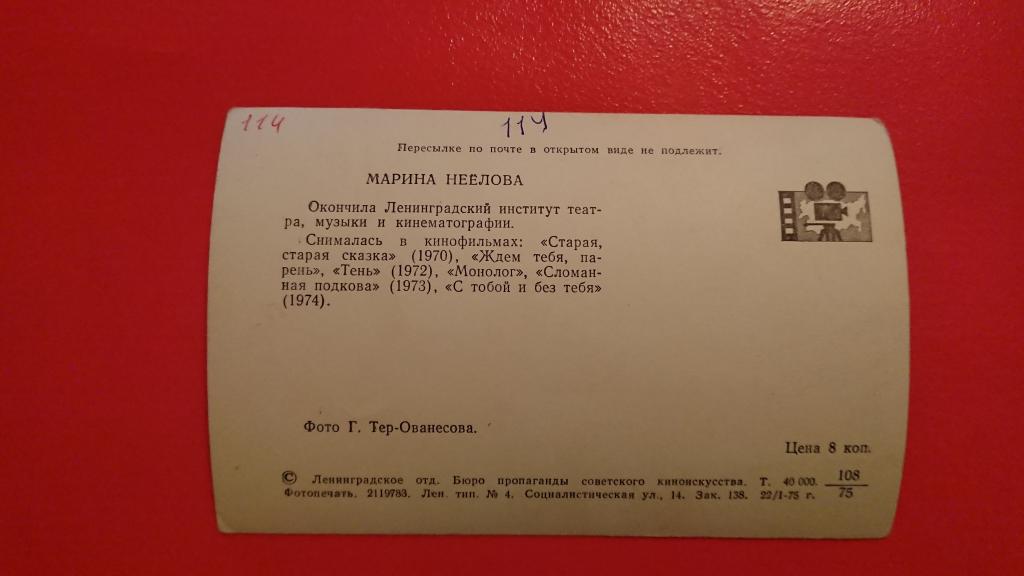 114
114
Пересылке по почте в открытом виде не подлежит.
МАРИНА НЕЁЛОВА
Окончила Ленинградский институт теат-
ра, музыки и кинематографии.
Снималась в кинофильмах: «Старая,
старая сказка» (1970), «Ждем тебя, па-
рень», «Тень» (1972), «Монолог», «Сломан-
ная подкова» (1973), «С тобой и без тебя»
(1974).
Фото Г. Тер-Ованесова.
Цена 8 коп.
© Ленинградское отд. Бюро пропаганды советского киноискусства. Т. 40 000. 108
Фотопечать. 2119783. Лен. тип. № 4. Социалистическая ул., 14. Зак. 138. 22/1-75 г. 75